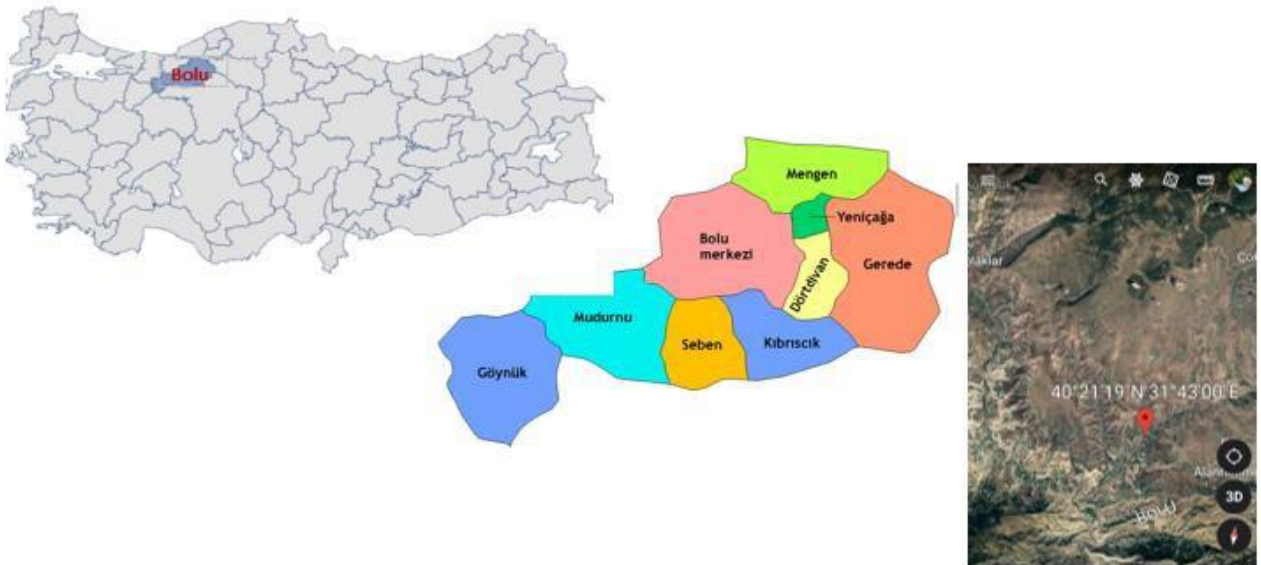 Bolu
Mengen
Yeniçağa
Bolu
merkezi
Gerede
Dörtdivan
Mudurnu
Seben
Kıbrıscık
Göynük
40°21'19"N 31°43'00"E
3D
BOLU